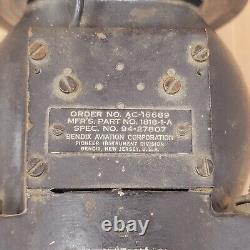 ORDER NO. AC-16669
MFR'S. PART NO. 1818-1-A
SPEC. NO. 94-27807
BENDIX AVIATION CORPORATION
PIONEER INSTRUMENT DIVISION
BENDIX, NEW JERSEY, U.S.A.